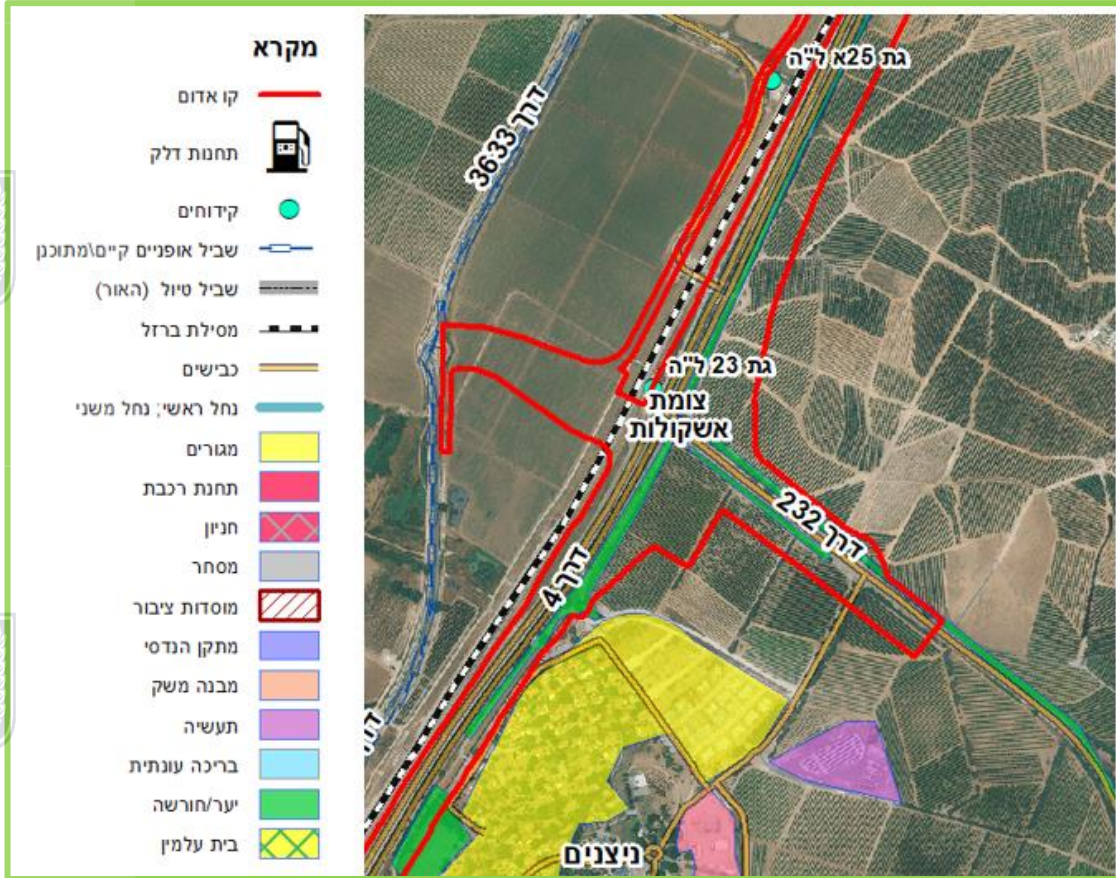 מקרא
קו אדום
תחנות דלק
קידוחים
שביל אופניים קיים\מתוכנן
שביל טיול (האור)
מסילת ברזל
כבישים
נחל ראשי; נחל משני
מגורים
תחנת רכבת
חניון
מסחר
מוסדות ציבור
מתקן הנדסי
מבנה משק
תעשיה
בריכה עונתית
יער/חורשה
בית עלמין
גת 25א ל"ה
דרך 3633
גת 23 ל"ה
צומת
אשקולות
דרך 232
דרך 4
ניצנים